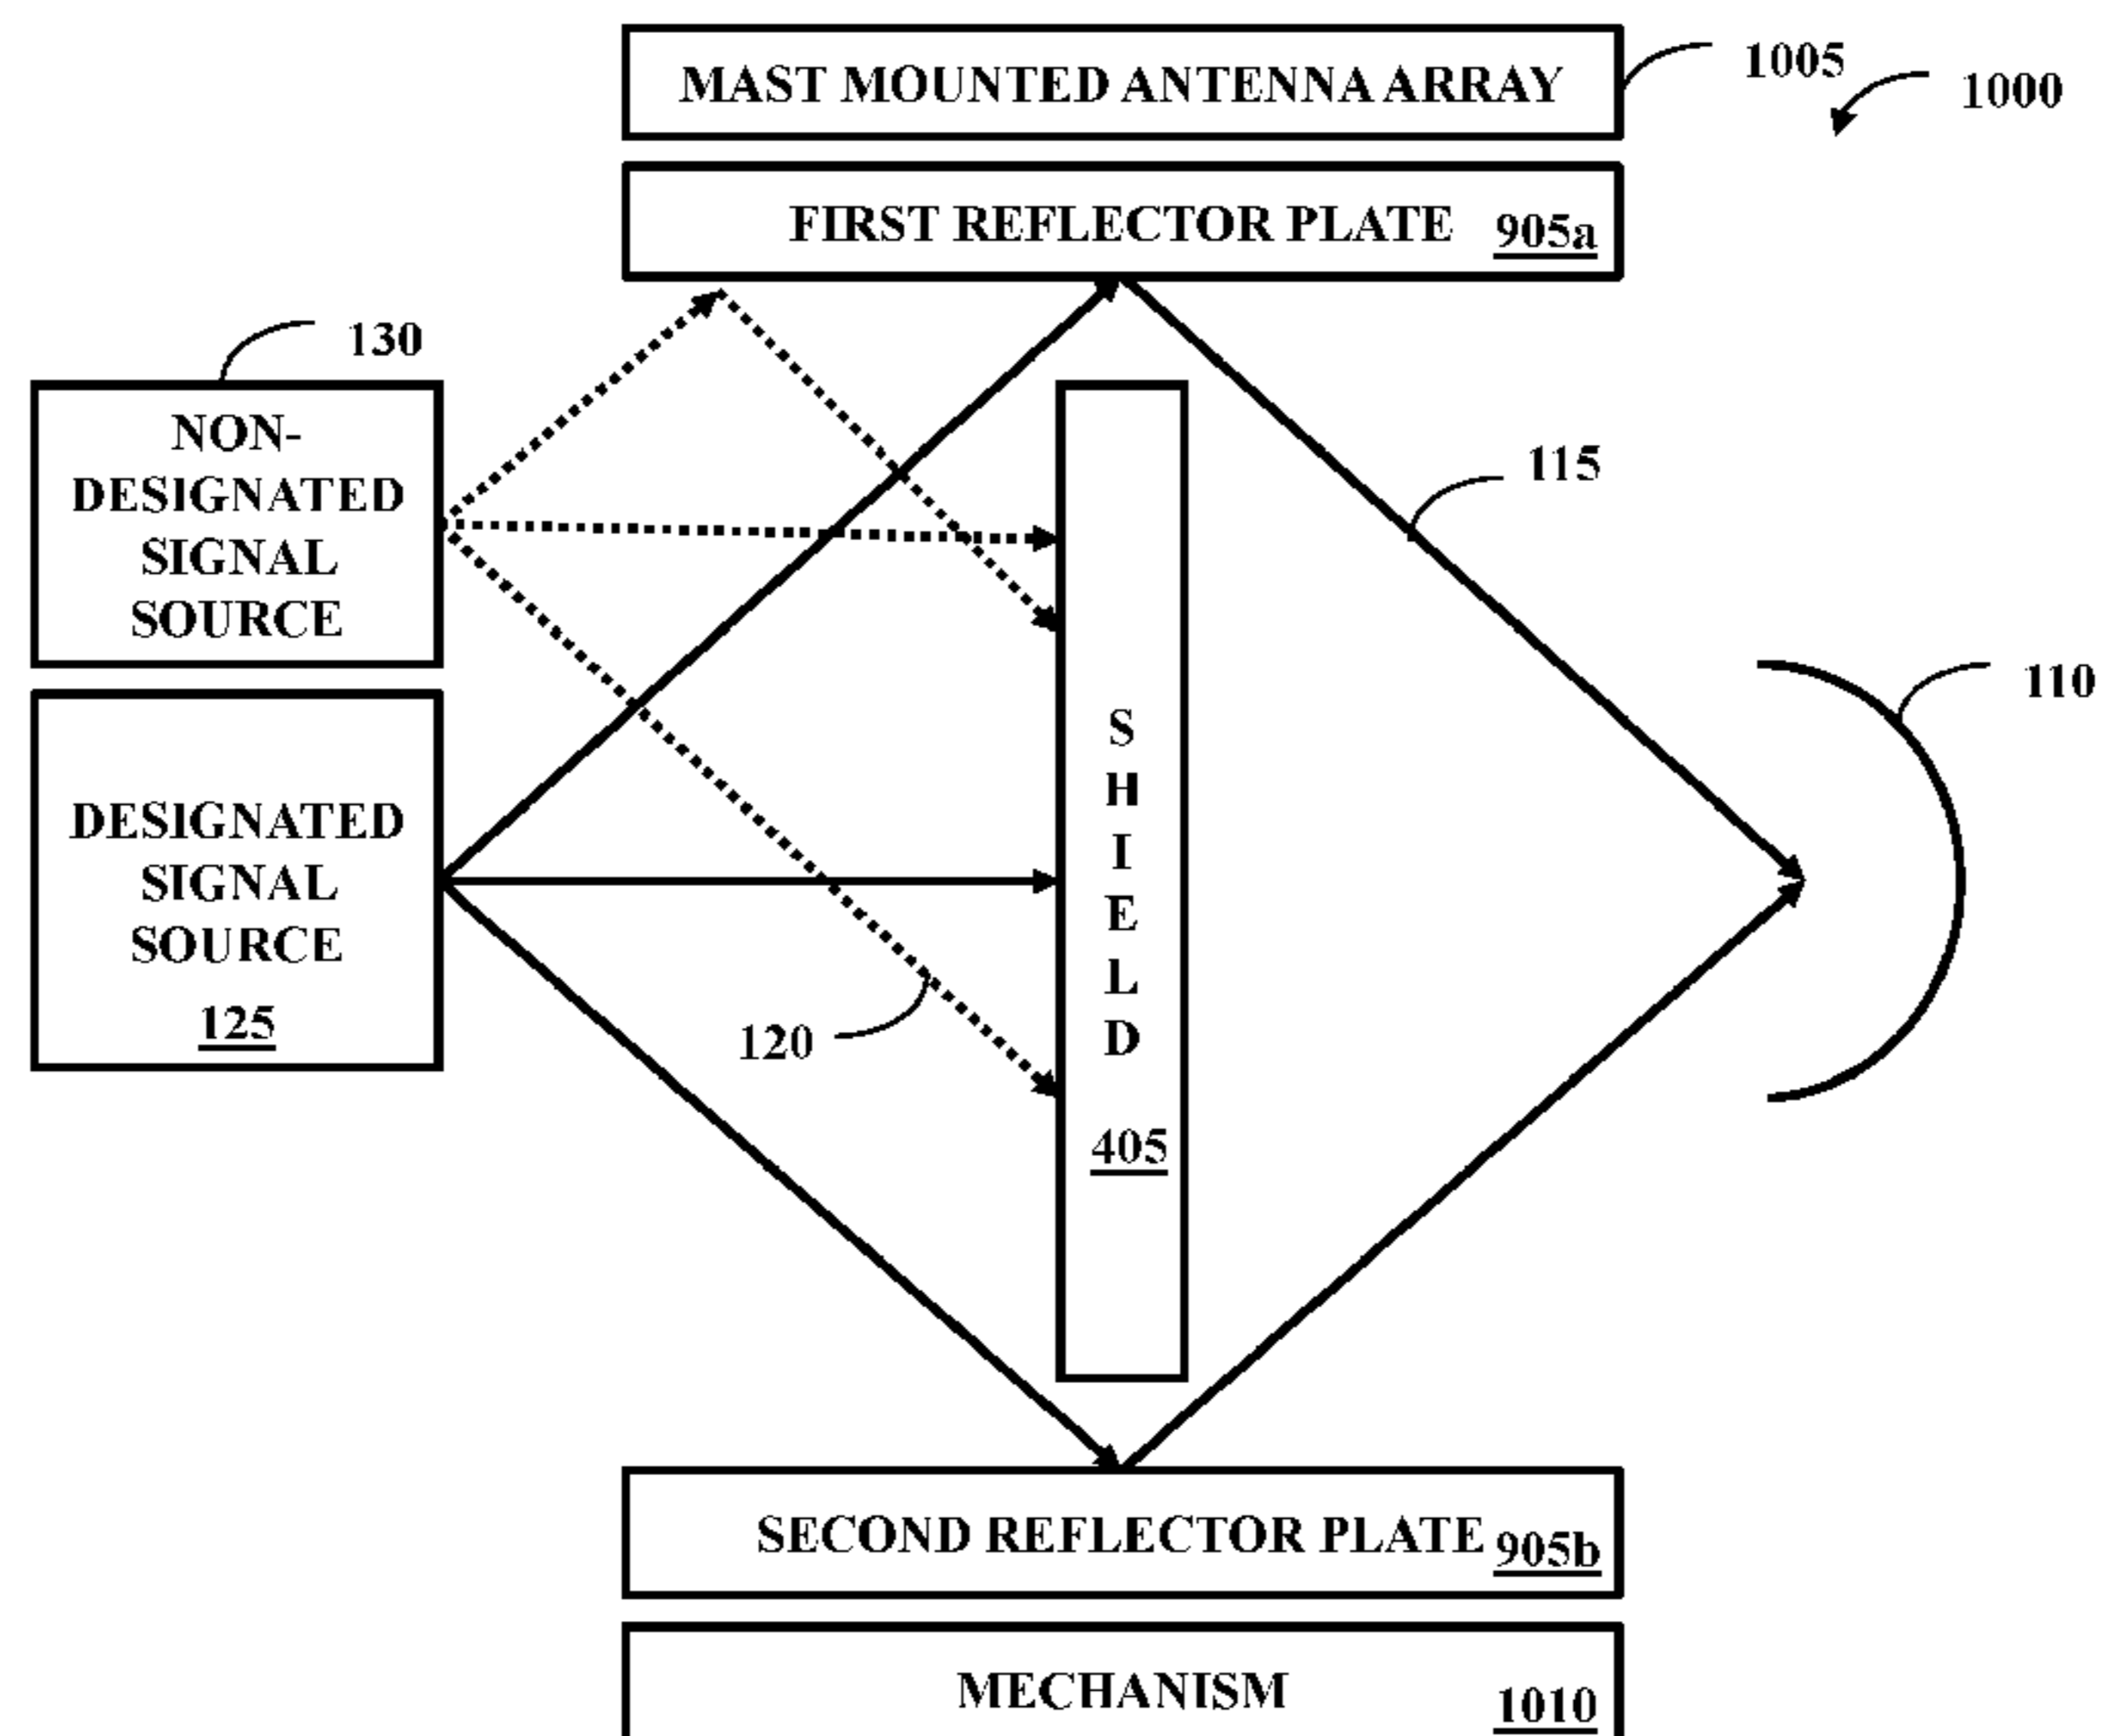 MAST MOUNTED ANTENNA ARRAY
1005
1000
FIRST REFLECTOR PLATE 905a
130
NON-
DESIGNATED
SIGNAL
SOURCE
115
110
DESIGNATED
SIGNAL
SOURCE
125
120
SHIELD
405
SECOND REFLECTOR PLATE 905b
MECHANISM 1010